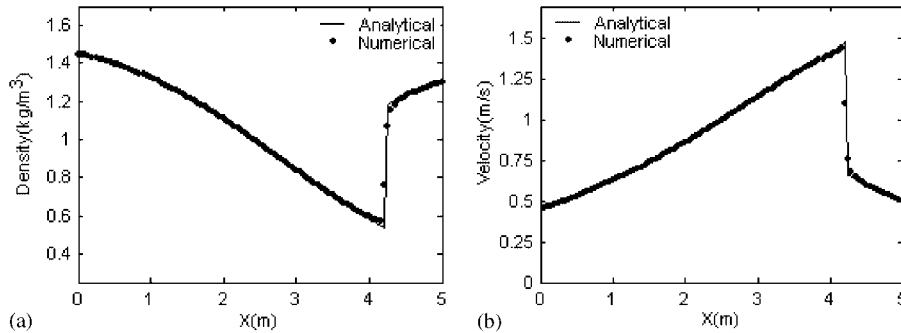 1.6
1.4
1.2
1
0.8
0.6
0.4
Density(kg/m^3)
Analytical
Numerical
0 1 2 3 4 5
X(m)
(a)
1.5
1.25
1
0.75
0.5
0.25
0
Velocity(m/s)
Analytical
Numerical
0 1 2 3 4 5
X(m)
(b)